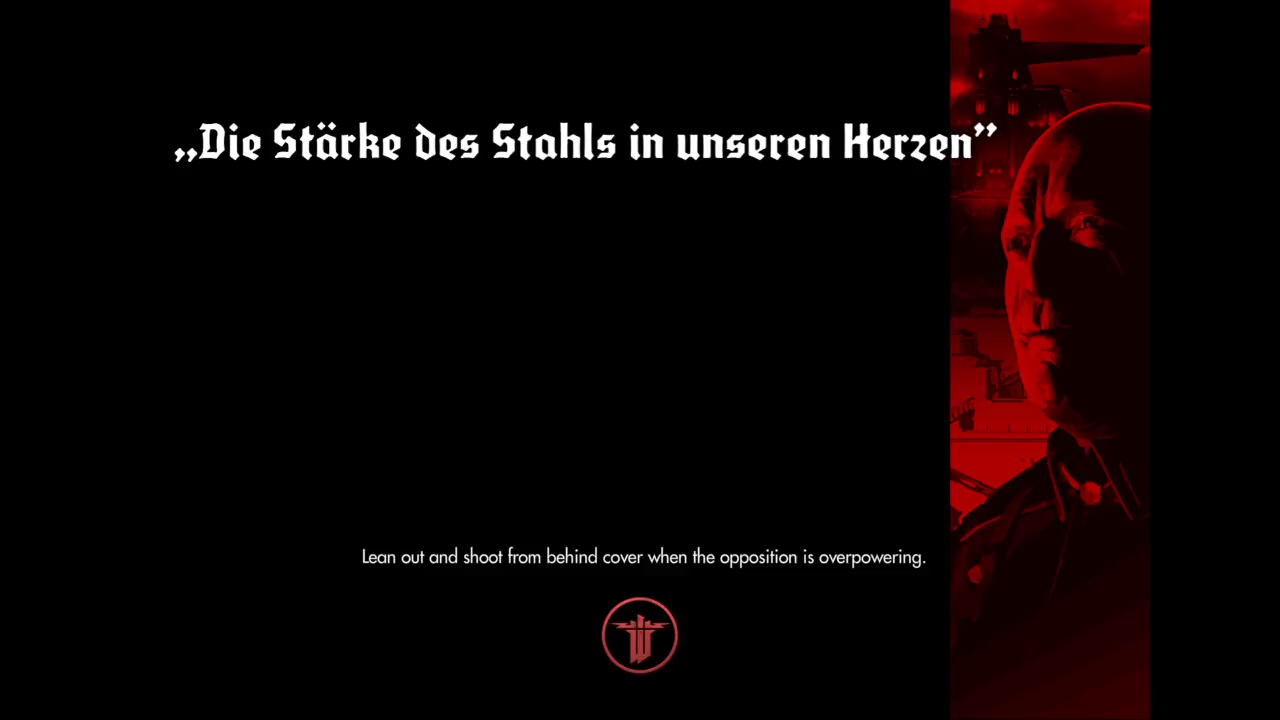 „Die Stärke des Stahls in unseren Herzen”
Lean out and shoot from behind cover when the opposition is overpowering.